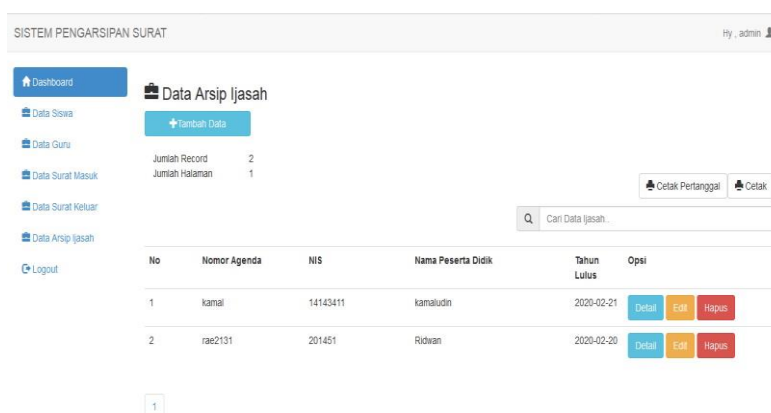 SISTEM PENGARSIPAN SURAT
Hy , admin
Dashboard
Data Siswa
Data Guru
Data Surat Masuk
Data Surat Keluar
Data Arsip Ijasah
Logout
Data Arsip Ijasah
Tambah Data
Jumlah Record 2
Jumlah Halaman 1
Cetak Pertanggal Cetak
Cari Data Ijasah..
No Nomor Agenda NIS Nama Peserta Didik Tahun Lulus Opsi
1 kamal 14143411 kamaludin 2020-02-21 Detail Edit Hapus
2 rae2131 201451 Ridwan 2020-02-20 Detail Edit Hapus
1